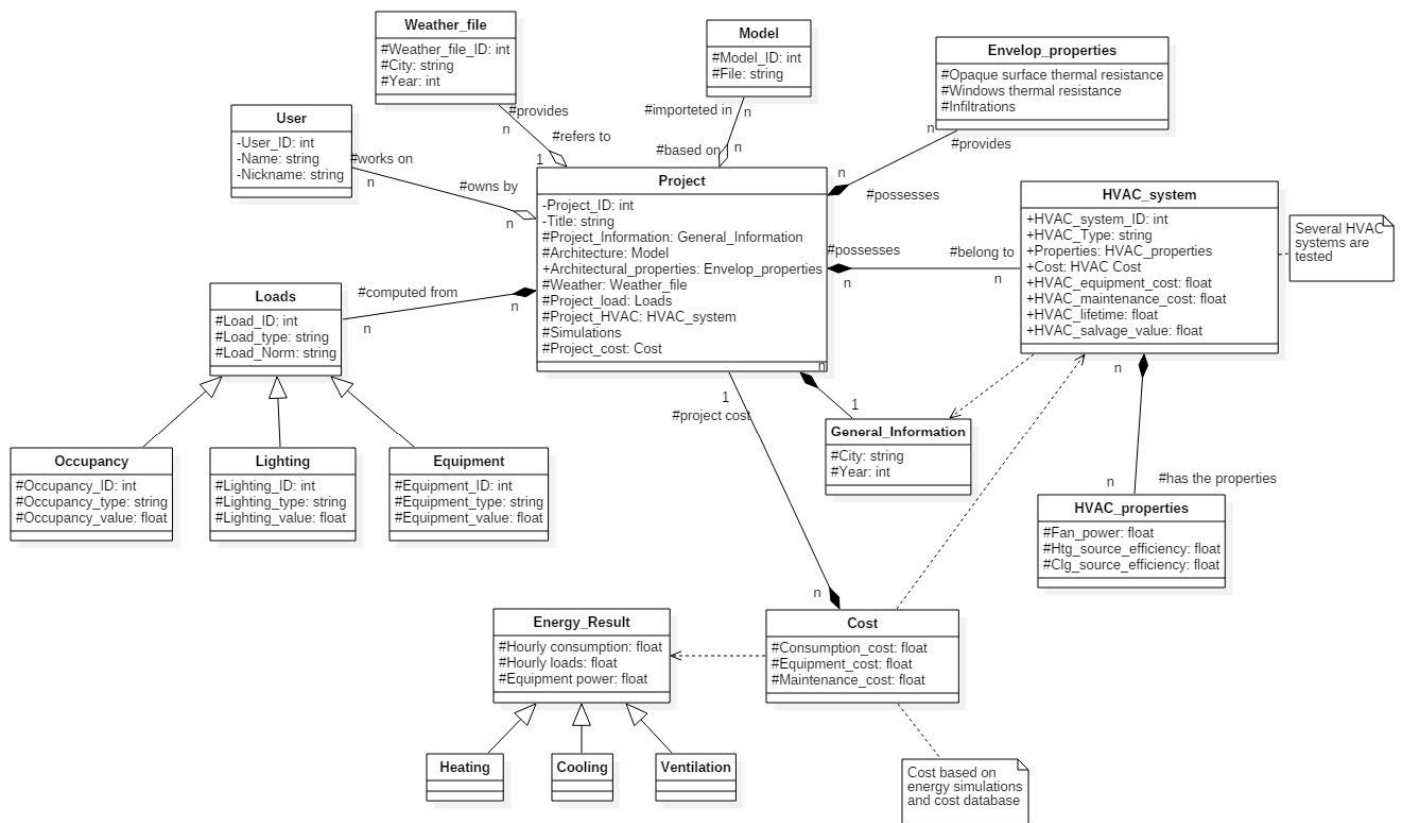 Weather_file
#Weather_file_ID: int
#City: string
#Year: int
Model
#Model_ID: int
#File: string
Envelop_properties
#Opaque surface thermal resistance
#Windows thermal resistance
#Infiltrations
User
-User_ID: int
-Name: string
-Nickname: string
#provides
n
#refers to
1
#importeted in
n
#based on
n
n
#provides
n
#possesses
#works on
n
#owns by
n
Project
-Project_ID: int
-Title: string
#Project_Information: General_Information
#Architecture: Model
+Architectural_properties: Envelop_properties
#Weather: Weather_file
#Project_load: Loads
#Project_HVAC: HVAC_system
#Simulations
#Project_cost: Cost
n
#possesses
n
#belong to
n
HVAC_system
+HVAC_system_ID: int
+HVAC_Type: string
+Properties: HVAC_properties
+Cost: HVAC Cost
+HVAC_equipment_cost: float
+HVAC_maintenance_cost: float
+HVAC_lifetime: float
+HVAC_salvage_value: float
Several HVAC
systems are
tested
Loads
#Load_ID: int
#Load_type: string
#Load_Norm: string
#computed from
n
n
1
#project cost
1
n
General_Information
#City: string
#Year: int
n
#has the properties
HVAC_properties
#Fan_power: float
#Htg_source_efficiency: float
#Clg_source_efficiency: float
Occupancy
#Occupancy_ID: int
#Occupancy_type: string
#Occupancy_value: float
Lighting
#Lighting_ID: int
#Lighting_type: string
#Lighting_value: float
Equipment
#Equipment_ID: int
#Equipment_type: string
#Equipment_value: float
n
Energy_Result
#Hourly consumption: float
#Hourly loads: float
#Equipment power: float
Cost
#Consumption_cost: float
#Equipment_cost: float
#Maintenance_cost: float
Heating
Cooling
Ventilation
Cost based on
energy simulations
and cost database